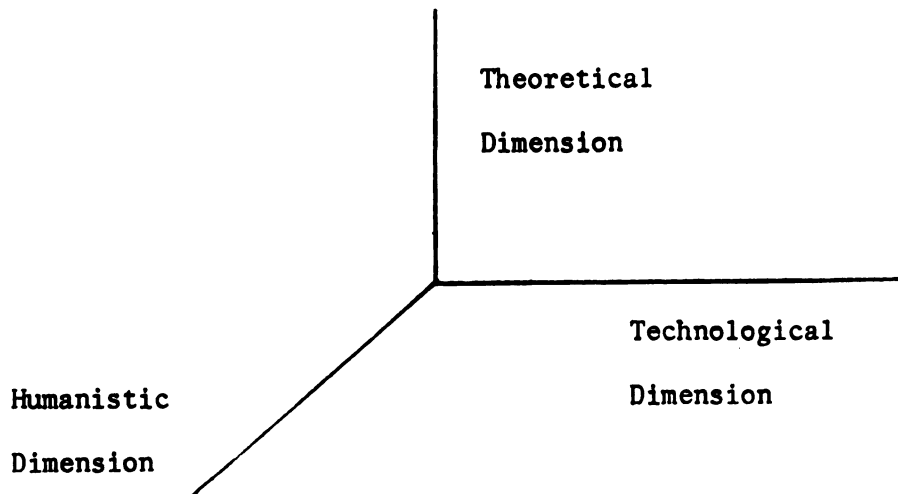 Theoretical
Dimension
Technological
Dimension
Humanistic
Dimension